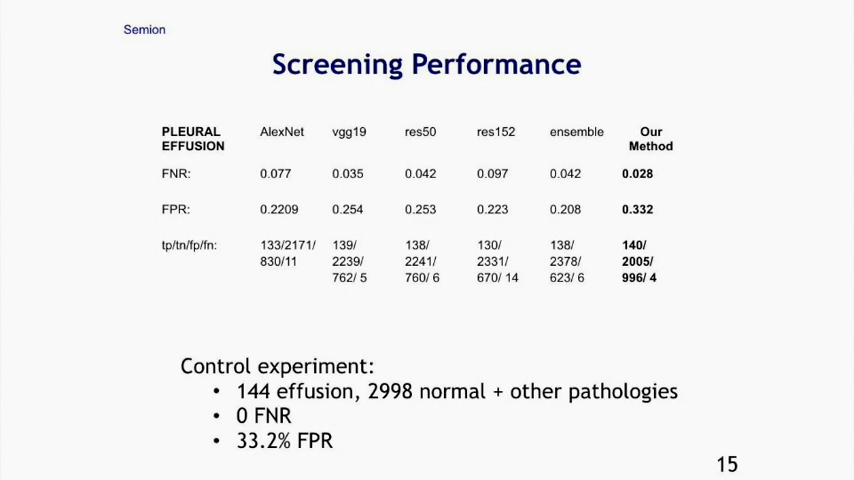 Semion
Screening Performance
PLEURAL EFFUSION AlexNet vgg19 res50 res152 ensemble Our Method
FNR: 0.077 0.035 0.042 0.097 0.042 0.028
FPR: 0.2209 0.254 0.253 0.223 0.208 0.332
tp/tn/fp/fn: 133/2171/ 139/ 138/ 130/ 138/ 140/
830/11 2239/ 2241/ 2331/ 2378/ 2005/
762/ 5 760/ 6 670/ 14 623/ 6 996/ 4
Control experiment:
• 144 effusion, 2998 normal + other pathologies
• 0 FNR
• 33.2% FPR
15